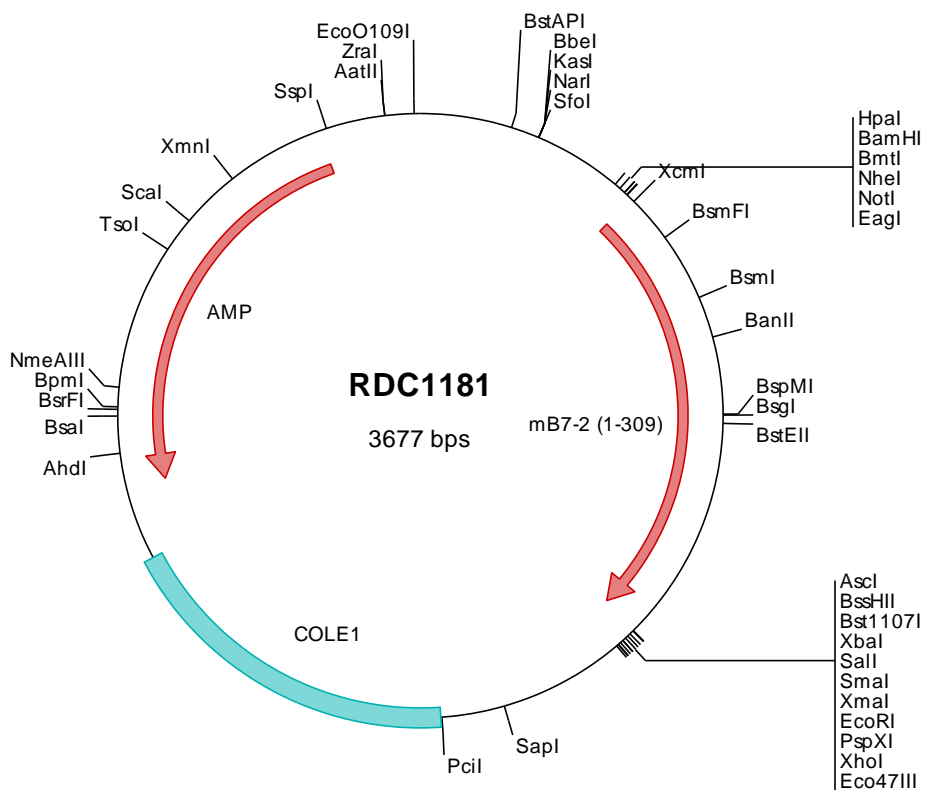 EcoO109I
ZraI
AatII
SspI
XmnI
ScaI
TsoI
NmeAIII
BpmI
BsrFI
BsaI
AhdI
BstAPI
BbeI
KasI
NarI
SfoI
HpaI
BamHI
BmtI
NheI
NotI
EagI
XcmI
BsmFI
BsmI
BanII
BspMI
BsgI
BstEII
AMP
RDC1181
3677 bps
mB7-2 (1-309)
COLE1
AscI
BssHII
Bst1107I
XbaI
SalI
SmaI
XmaI
EcoRI
PspXI
XhoI
Eco47III
SapI
PciI